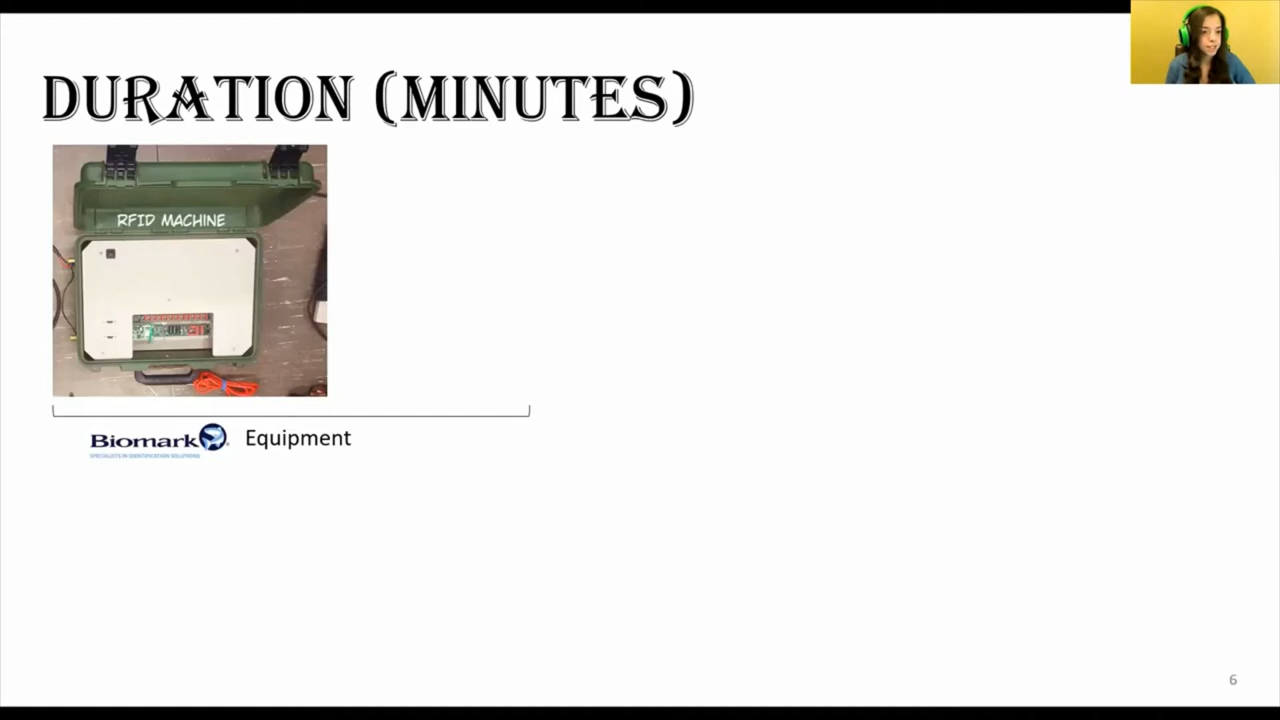 DURATION (MINUTES)
RFID MACHINE
Biomark® Equipment
SPECIALISTS IN IDENTIFICATION SOLUTIONS
6